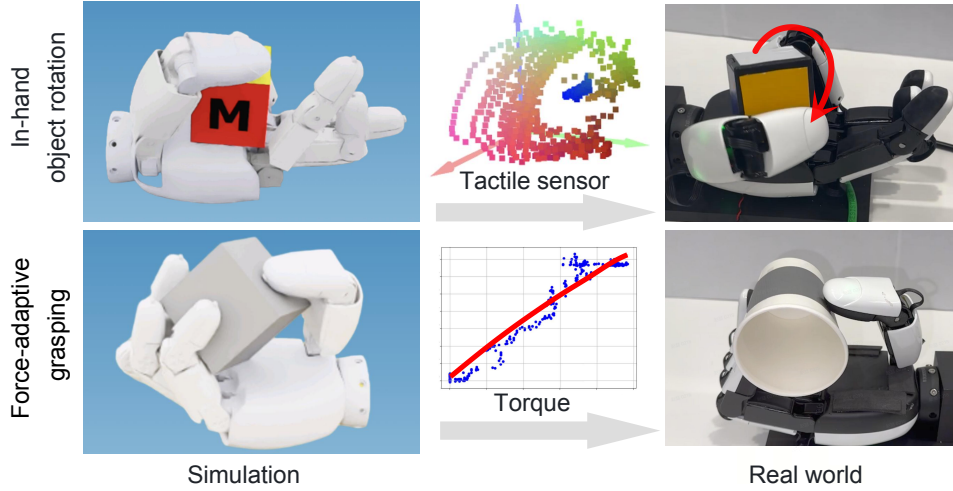 In-hand
object rotation
M
Tactile sensor
Force-adaptive
grasping
Torque
Simulation
Real world